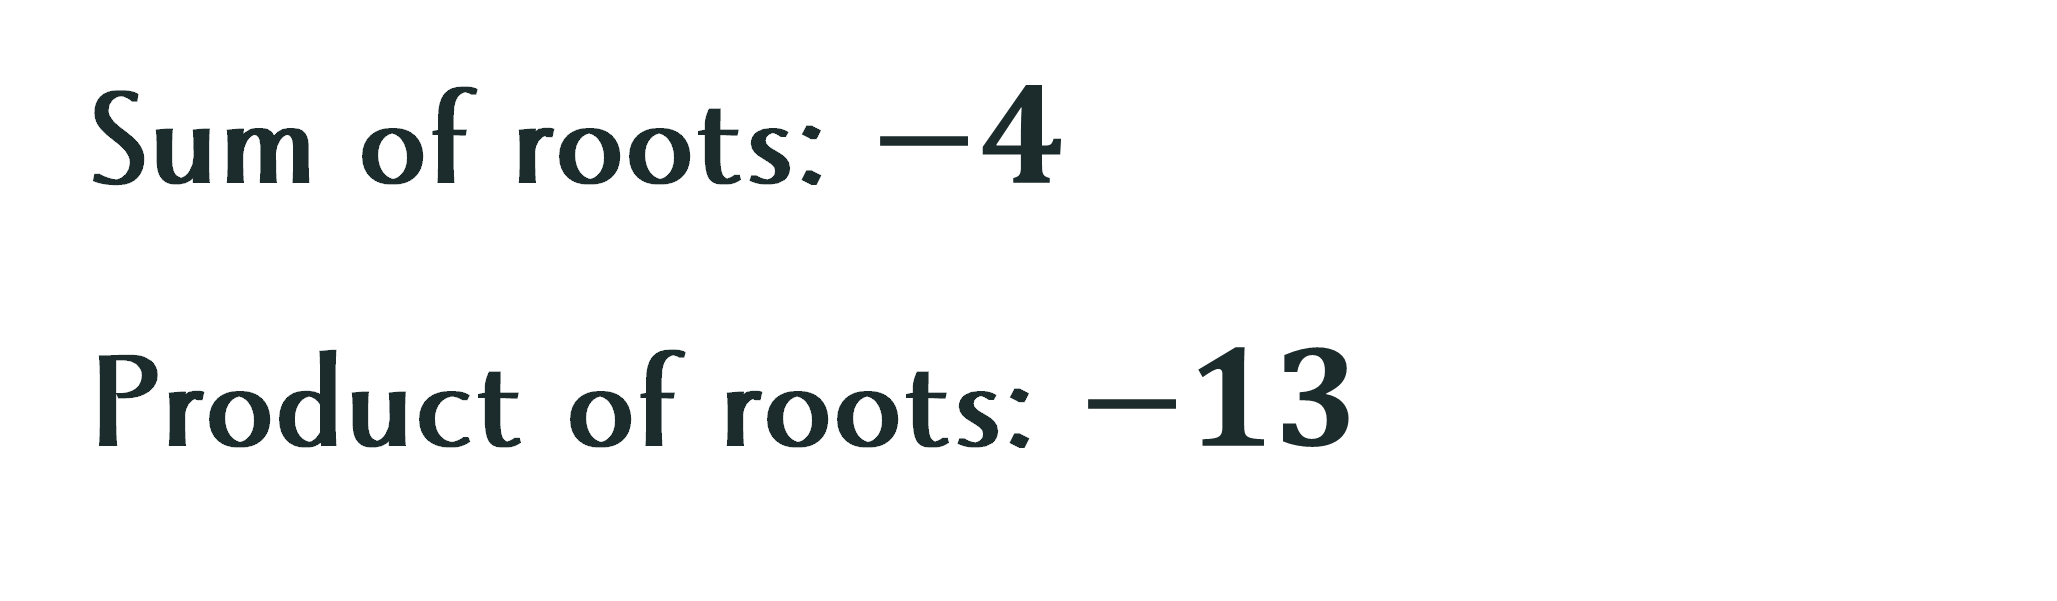 Sum of roots: −4
Product of roots: −13